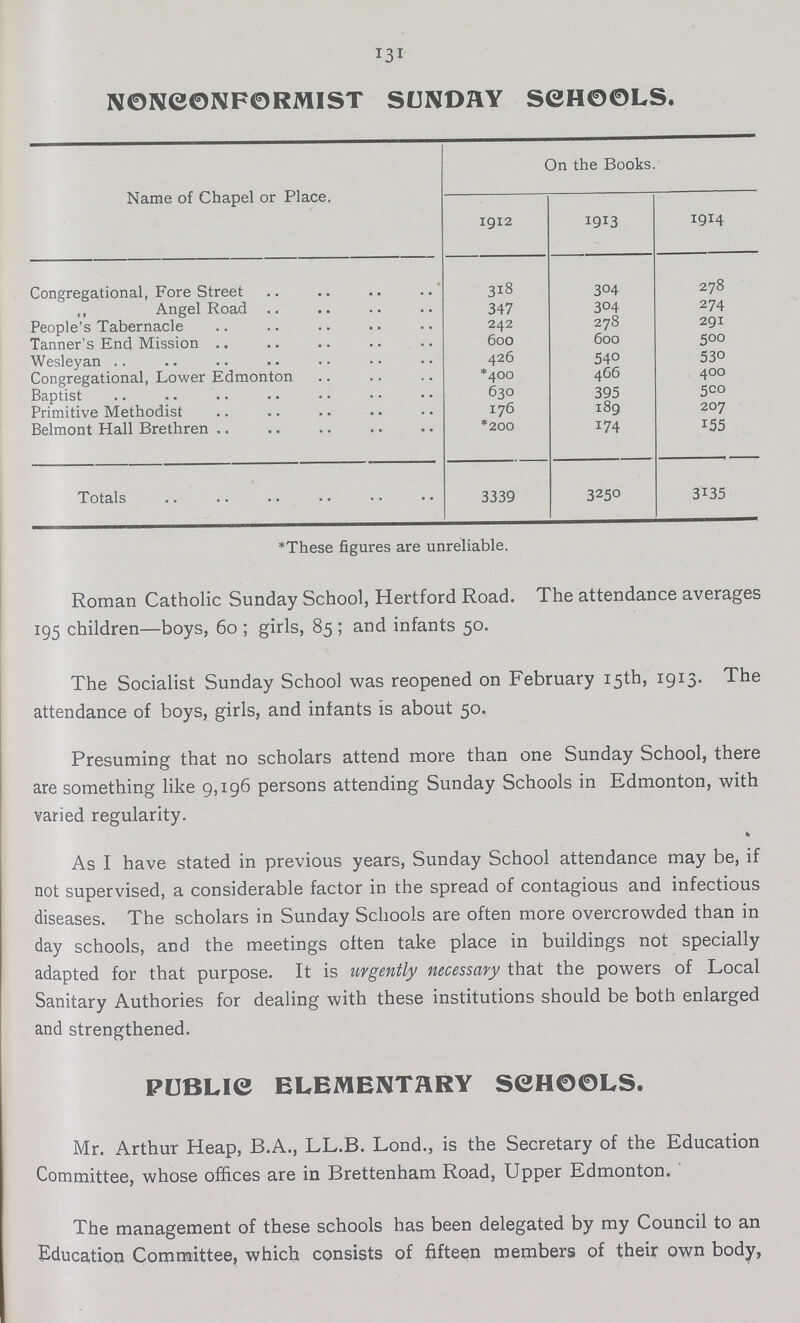 131
NONCONFORMIST SUNDAY SCHOOLS.
Name of Chapel or Place. On the Books.
1912 1913 1914
Congregational, Fore Street .. .. .. .. 318 304 278
,, Angel Road .. .. .. .. 347 304 274
People's Tabernacle .. .. .. .. .. 242 278 291
Tanner's End Mission .. .. .. .. .. 600 600 500
Wesleyan .. .. .. .. .. .. .. 426 540 530
Congregational, Lower Edmonton .. .. .. *400 466 400
Baptist .. .. .. .. .. .. .. 630 395 500
Primitive Methodist .. .. .. .. .. 176 189 207
Belmont Hall Brethren .. .. .. .. .. *200 174 155
Totals .. .. .. .. .. .. 3339 3250 3135
*These figures are unreliable.
Roman Catholic Sunday School, Hertford Road. The attendance averages
195 children—boys, 60 ; girls, 85 ; and infants 50.
The Socialist Sunday School was reopened on February 15th, 1913. The
attendance of boys, girls, and infants is about 50.
Presuming that no scholars attend more than one Sunday School, there
are something like 9,196 persons attending Sunday Schools in Edmonton, with
varied regularity.
As I have stated in previous years, Sunday School attendance may be, if
not supervised, a considerable factor in the spread of contagious and infectious
diseases. The scholars in Sunday Schools are often more overcrowded than in
day schools, and the meetings often take place in buildings not specially
adapted for that purpose. It is urgently necessary that the powers of Local
Sanitary Authories for dealing with these institutions should be both enlarged
and strengthened.
PUBLIC ELEMENTARY SCHOOLS.
Mr. Arthur Heap, B.A., LL.B. Lond., is the Secretary of the Education
Committee, whose offices are in Brettenham Road, Upper Edmonton.
The management of these schools has been delegated by my Council to an
Education Committee, which consists of fifteen members of their own body,